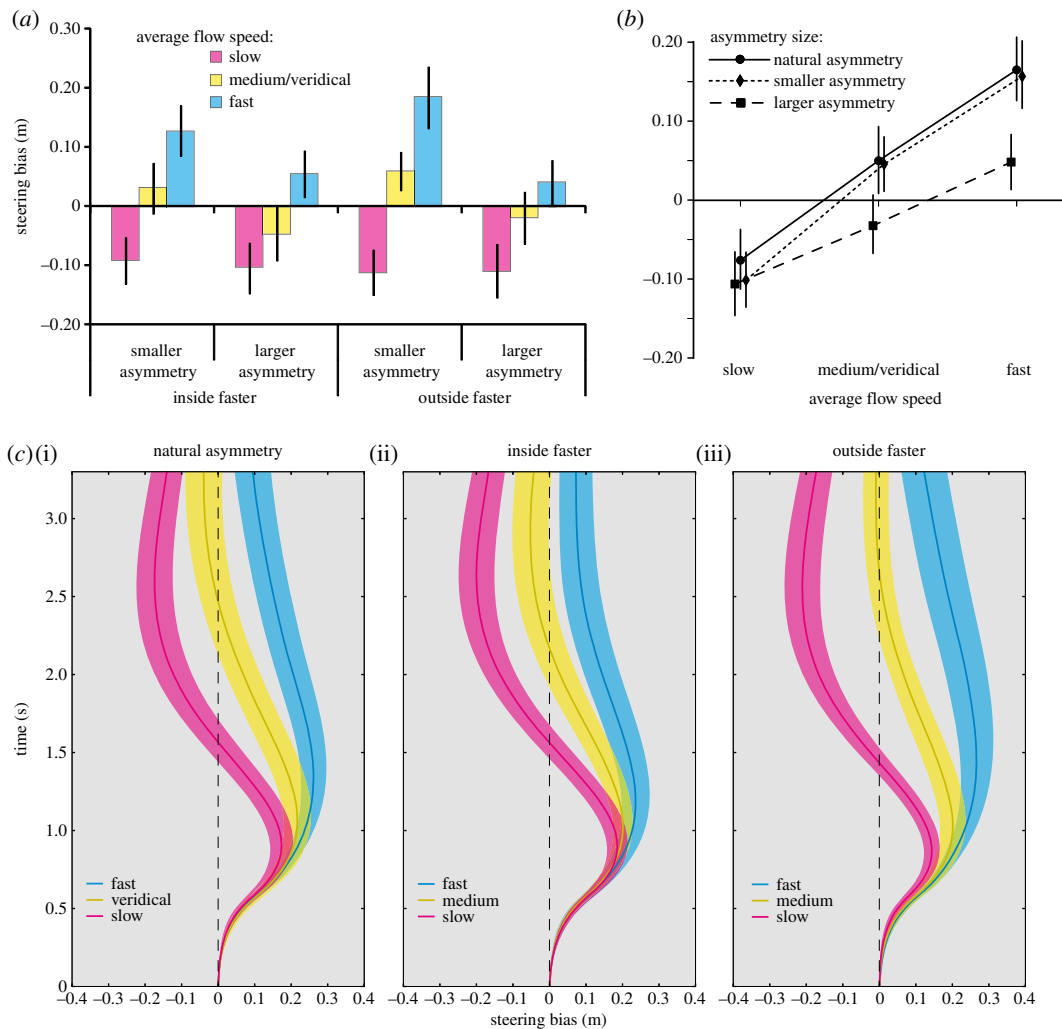 (a)
0.30
0.20
0.10
0
−0.10
−0.20
steering bias (m)
average flow speed:
slow
medium/veridical
fast
smaller asymmetry
larger asymmetry
smaller asymmetry
larger asymmetry
inside faster
outside faster
(b)
asymmetry size:
natural asymmetry
smaller asymmetry
larger asymmetry
0.20
0.10
0
−0.10
−0.20
slow
medium/veridical
fast
average flow speed
(c) (i)
natural asymmetry
(ii)
inside faster
(iii)
outside faster
time (s)
3.0
2.5
2.0
1.5
1.0
0.5
0
fast
veridical
slow
fast
medium
slow
fast
medium
slow
−0.4 −0.3 −0.2 −0.1 0 0.1 0.2 0.3 0.4
−0.4 −0.3 −0.2 −0.1 0 0.1 0.2 0.3 0.4
−0.4 −0.3 −0.2 −0.1 0 0.1 0.2 0.3 0.4
steering bias (m)